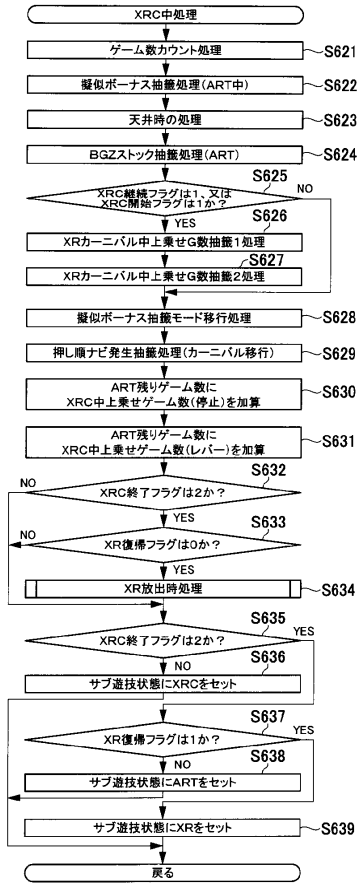 XRC中処理
ゲーム数カウント処理
S621
擬似ボーナス抽籤処理(ART中)
S622
天井時の処理
S623
BGZストック抽籤処理(ART)
S624
S625
XRC継続フラグは1、又は
XRC開始フラグは1か?
NO
YES
S626
XRカーニバル中上乗せG数抽籤1処理
S627
XRカーニバル中上乗せG数抽籤2処理
擬似ボーナス抽籤モード移行処理
S628
押し順ナビ発生抽籤処理(カーニバル移行)
S629
ART残りゲーム数に
XRC中上乗せゲーム数(停止)を加算
S630
ART残りゲーム数に
XRC中上乗せゲーム数(レバー)を加算
S631
S632
NO
XRC終了フラグは2か?
YES
S633
NO
XR復帰フラグは0か?
YES
XR放出時処理
S634
S635
XRC終了フラグは2か?
YES
NO
S636
サブ遊技状態にXRCをセット
S637
XR復帰フラグは1か?
YES
NO
S638
サブ遊技状態にARTをセット
サブ遊技状態にXRをセット
S639
戻る